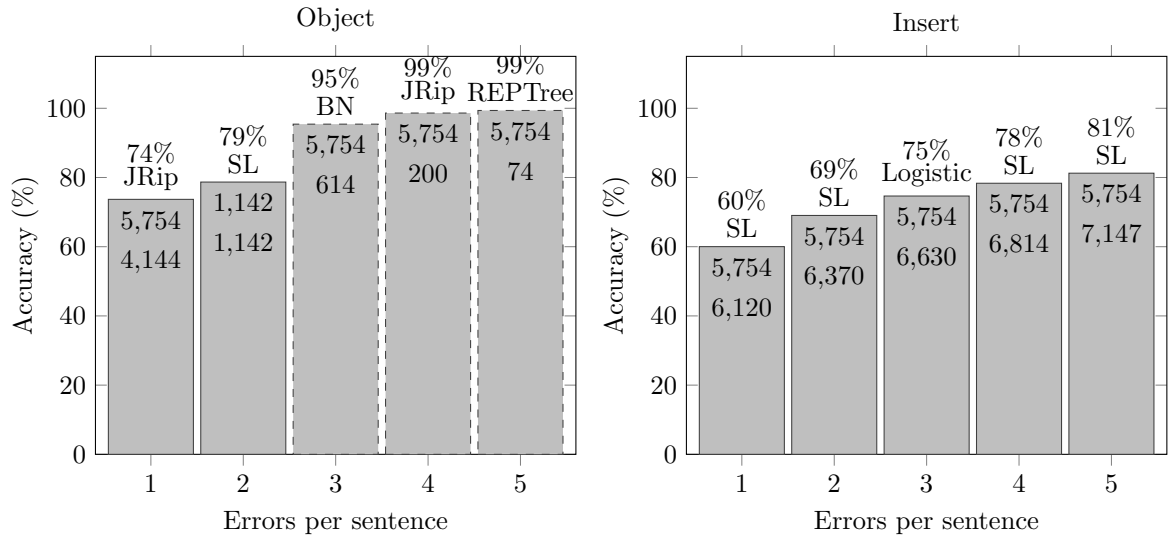 Object
Accuracy (%)
100
80
60
40
20
0
74%
JRip
5,754
4,144
79%
SL
1,142
1,142
95%
BN
5,754
614
99%
JRip
5,754
200
99%
REPTree
5,754
74
1 2 3 4 5
Errors per sentence
Insert
Accuracy (%)
100
80
60
40
20
0
60%
SL
5,754
6,120
69%
SL
5,754
6,370
75%
Logistic
5,754
6,630
78%
SL
5,754
6,814
81%
SL
5,754
7,147
1 2 3 4 5
Errors per sentence